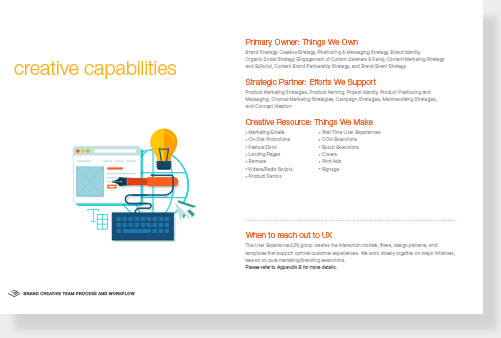 creative capabilities
Primary Owner: Things We Own
Brand Strategy, Creative Strategy, Positioning & Messaging Strategy, Brand Identity,
Organic Social Strategy (Engagement of Current Listeners & Fans), Content Marketing Strategy
and Editorial, Content Brand Partnership Strategy, and Brand Event Strategy
Strategic Partner: Efforts We Support
Product Marketing Strategies, Product Naming, Project Identity, Product Positioning and
Messaging, Channel Marketing Strategies, Campaign Strategies, Merchandising Strategies,
and Concept Ideation
Creative Resource: Things We Make
• Marketing Emails
• On-Site Promotions
• Feature Docs
• Landing Pages
• Banners
• Videos/Radio Scripts
• Product Demos
• Real Time User Experiences
• OOH Executions
• Social Executions
• Covers
• Print Ads
• Signage
When to reach out to UX
The User Experience (UX) group creates the interaction models, flows, design patterns, and
templates that support optimal customer experiences. We work closely together on major initiatives,
less so on pure marketing/branding executions.
Please refer to Appendix B for more details.
BRAND CREATIVE TEAM PROCESS AND WORKFLOW